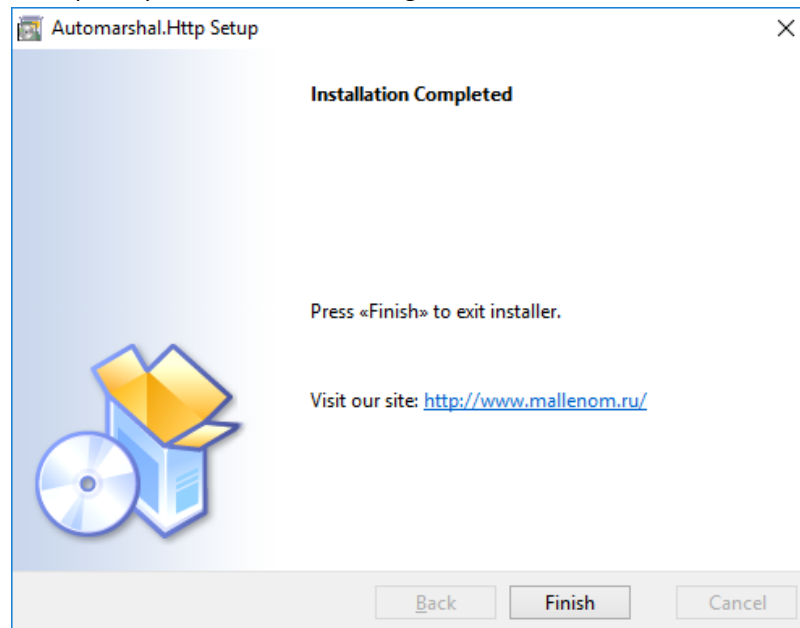 Automarshal.Http Setup
Installation Completed
Press «Finish» to exit installer.
Visit our site: http://www.mallenom.ru/
Back Finish Cancel